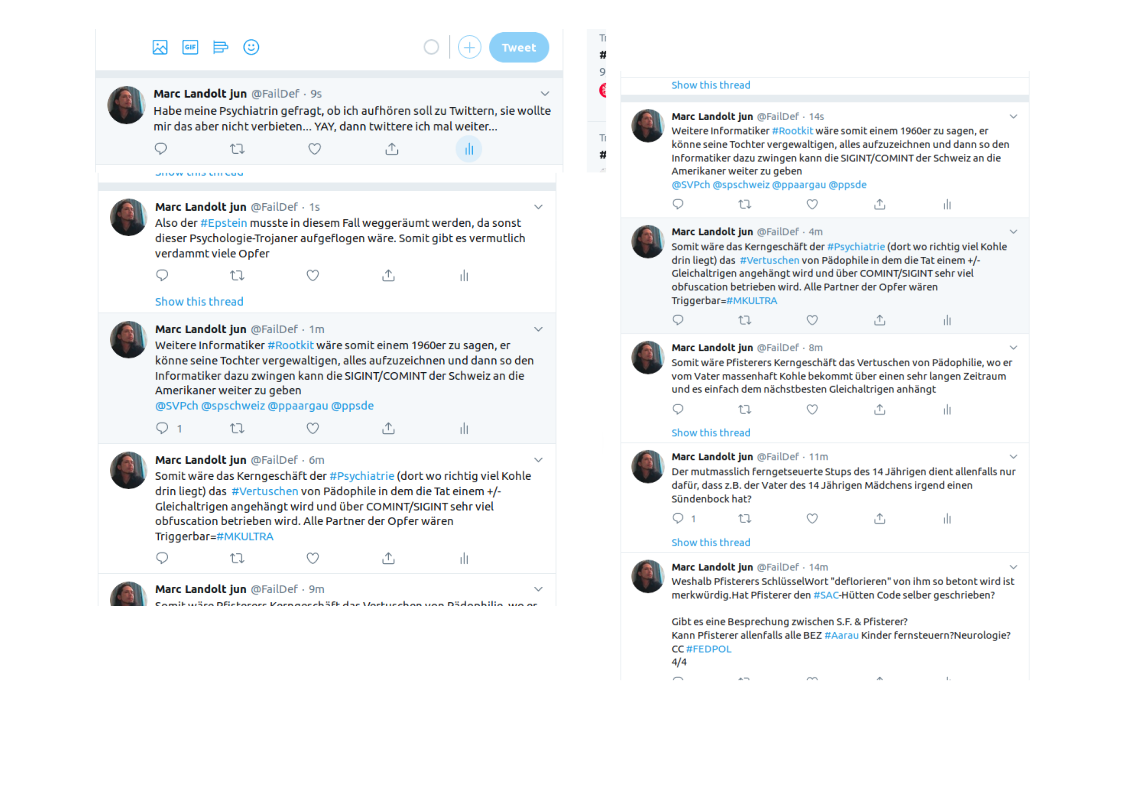 Tweet
Marc Landolt jun @FailDef · 9s
Habe meine Psychiatrin gefragt, ob ich aufhören soll zu Twittern, sie wollte
mir das aber nicht verbieten... YAY, dann twittere ich mal weiter...
Show this thread
Marc Landolt jun @FailDef · 1s
Also der #Epstein musste in diesem Fall weggeräumt werden, da sonst
dieser Psychologie-Trojaner aufgeflogen wäre. Somit gibt es vermutlich
verdammt viele Opfer
Show this thread
Marc Landolt jun @FailDef · 1m
Weitere Informatiker #Rootkit wäre somit einem 1960er zu sagen, er
könne seine Tochter vergewaltigen, alles aufzuzeichnen und dann so den
Informatiker dazu zwingen kann die SIGINT/COMINT der Schweiz an die
Amerikaner weiter zu geben
@SVPch @spschweiz @ppaargau @ppsde
1
Marc Landolt jun @FailDef · 6m
Somit wäre das Kerngeschäft der #Psychiatrie (dort wo richtig viel Kohle
drin liegt) das #Vertuschen von Pädophile in dem die Tat einem +/-
Gleichaltrigen angehängt wird und über COMINT/SIGINT sehr viel
obfuscation betrieben wird. Alle Partner der Opfer wären
Triggerbar=#MKULTRA
Marc Landolt jun @FailDef · 9m
Somit wäre Pfisterers Kerngeschäft das Vertuschen von Pädophilie, wo er
Show this thread
Marc Landolt jun @FailDef · 14s
Weitere Informatiker #Rootkit wäre somit einem 1960er zu sagen, er
könne seine Tochter vergewaltigen, alles aufzuzeichnen und dann so den
Informatiker dazu zwingen kann die SIGINT/COMINT der Schweiz an die
Amerikaner weiter zu geben
@SVPch @spschweiz @ppaargau @ppsde
Marc Landolt jun @FailDef · 4m
Somit wäre das Kerngeschäft der #Psychiatrie (dort wo richtig viel Kohle
drin liegt) das #Vertuschen von Pädophile in dem die Tat einem +/-
Gleichaltrigen angehängt wird und über COMINT/SIGINT sehr viel
obfuscation betrieben wird. Alle Partner der Opfer wären
Triggerbar=#MKULTRA
Marc Landolt jun @FailDef · 8m
Somit wäre Pfisterers Kerngeschäft das Vertuschen von Pädophilie, wo er
vom Vater massenhaft Kohle bekommt über einen sehr langen Zeitraum
und es einfach dem nächstbesten Gleichaltrigen anhängt
Show this thread
Marc Landolt jun @FailDef · 11m
Der mutmasslich ferngetseuerte Stups des 14 Jährigen dient allenfalls nur
dafür, dass z.B. der Vater des 14 Jährigen Mädchens irgend einen
Sündenbock hat?
1
Show this thread
Marc Landolt jun @FailDef · 14m
Weshalb Pfisterers SchlüsselWort "deflorieren" von ihm so betont wird ist
merkwürdig.Hat Pfisterer den #SAC-Hütten Code selber geschrieben?
Gibt es eine Besprechung zwischen S.F. & Pfisterer?
Kann Pfisterer allenfalls alle BEZ #Aarau Kinder fernsteuern?Neurologie?
CC #FEDPOL
4/4